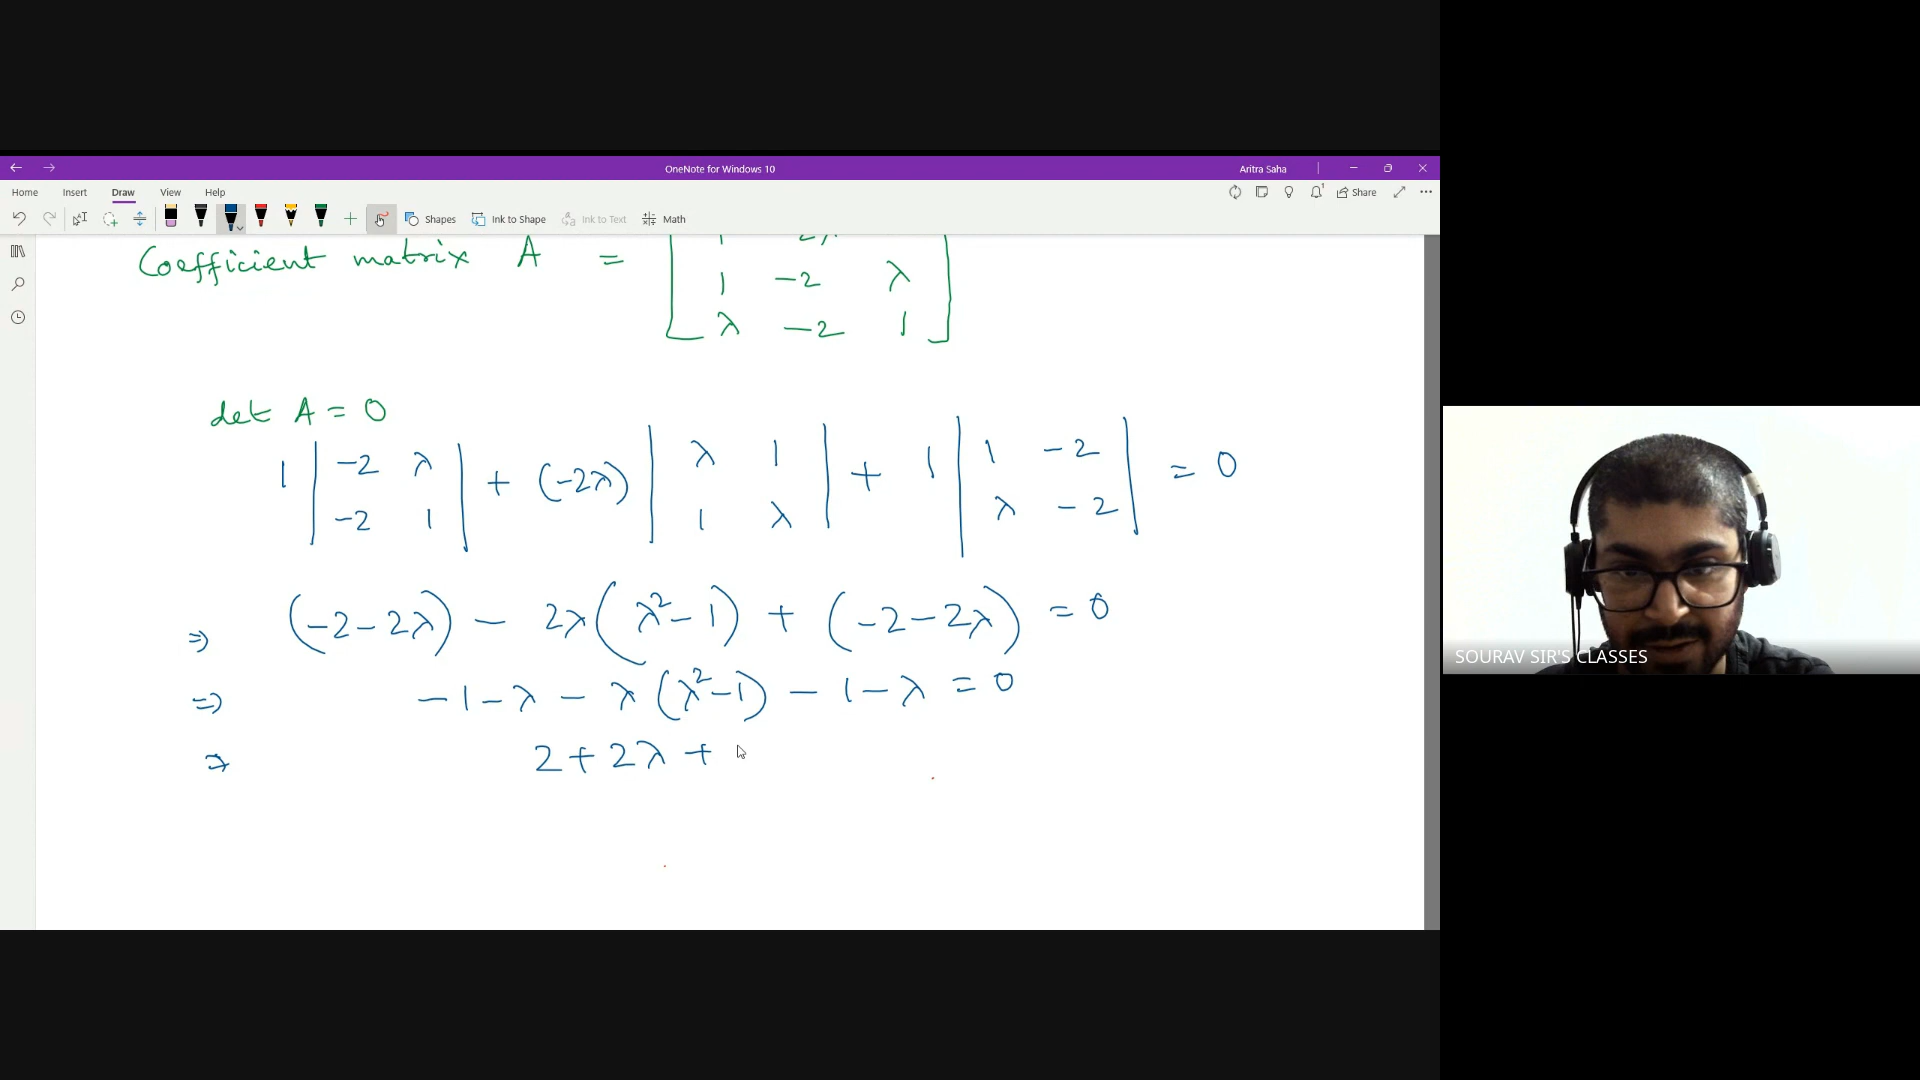 OneNote for Windows 10
Aritra Saha
Home Insert Draw View Help
Share
Shapes Ink to Shape Ink to Text Math
Coefficient matrix A =
1 -2 λ
λ -2 1
det A = 0
1 | -2 λ | + (-2λ) | λ 1 | + 1 | 1 -2 | = 0
-2 1 1 λ λ -2
⇒ (-2-2λ) - 2λ(λ²-1) + (-2-2λ) = 0
⇒ -1-λ - λ(λ²-1) - 1-λ = 0
⇒ 2+2λ +
SOURAV SIR'S CLASSES